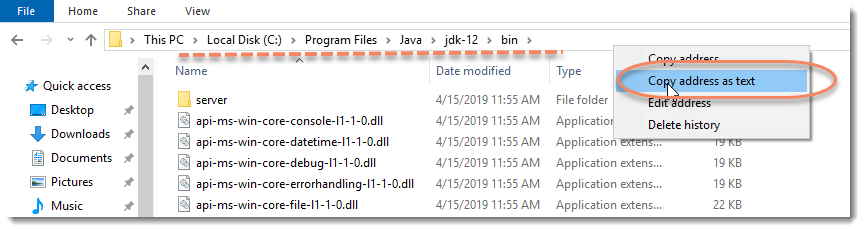 File Home Share View
This PC > Local Disk (C:) > Program Files > Java > jdk-12 > bin >
Copy address
Copy address as text
Edit address
Delete history
Name Date modified Type
Quick access
Desktop
Downloads
Documents
Pictures
Music
server 4/15/2019 11:55 AM File folder
api-ms-win-core-console-l1-1-0.dll 4/15/2019 11:55 AM Application extens... 19 KB
api-ms-win-core-datetime-l1-1-0.dll 4/15/2019 11:55 AM Application extens... 19 KB
api-ms-win-core-debug-l1-1-0.dll 4/15/2019 11:55 AM Application extens... 19 KB
api-ms-win-core-errorhandling-l1-1-0.dll 4/15/2019 11:55 AM Application extens... 19 KB
api-ms-win-core-file-l1-1-0.dll 4/15/2019 11:55 AM Application extens... 22 KB